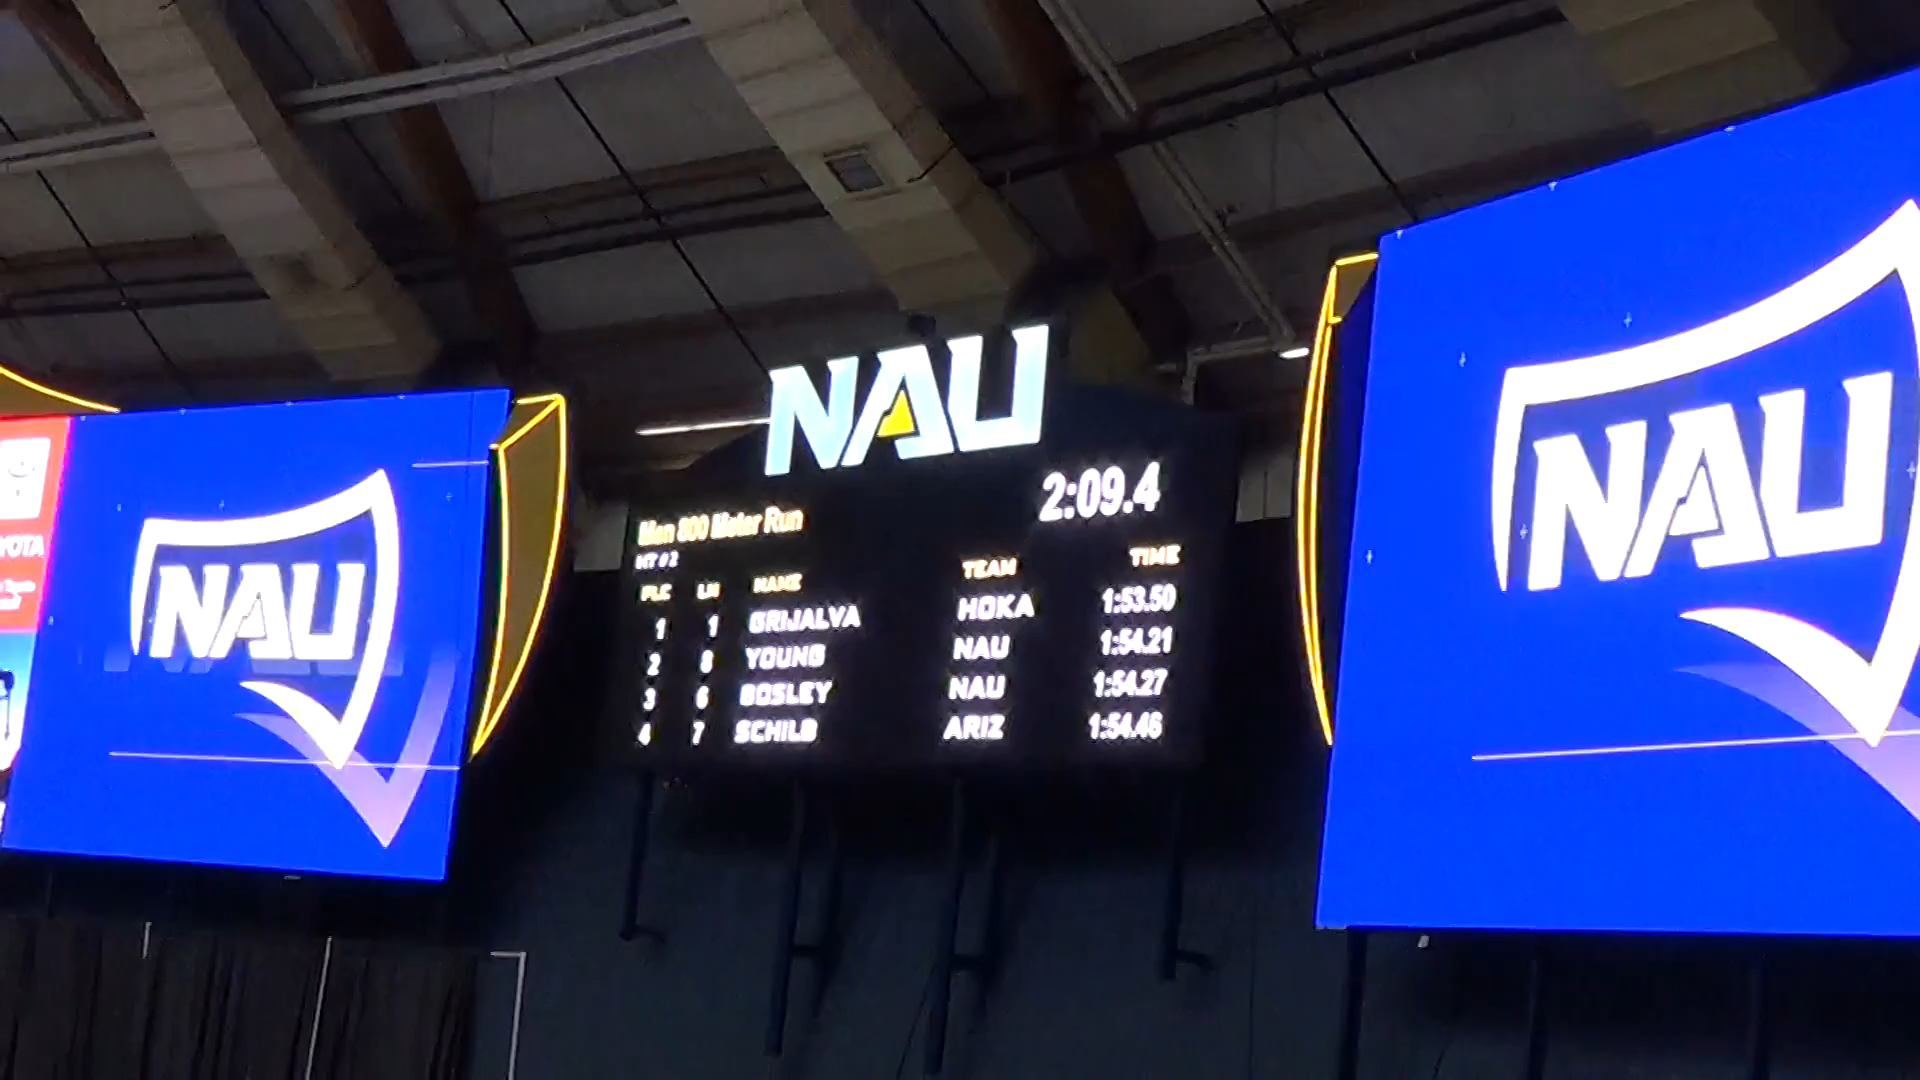 NAU
2:09.4
Men 800 Meter Run
HT # 2
PLC LN NAME TEAM TIME
1 1 GRIJALVA HOKA 1:53.50
2 8 YOUNG NAU 1:54.21
3 6 BOSLEY NAU 1:54.27
4 7 SCHILD ARIZ 1:54.46
NAU
NAU